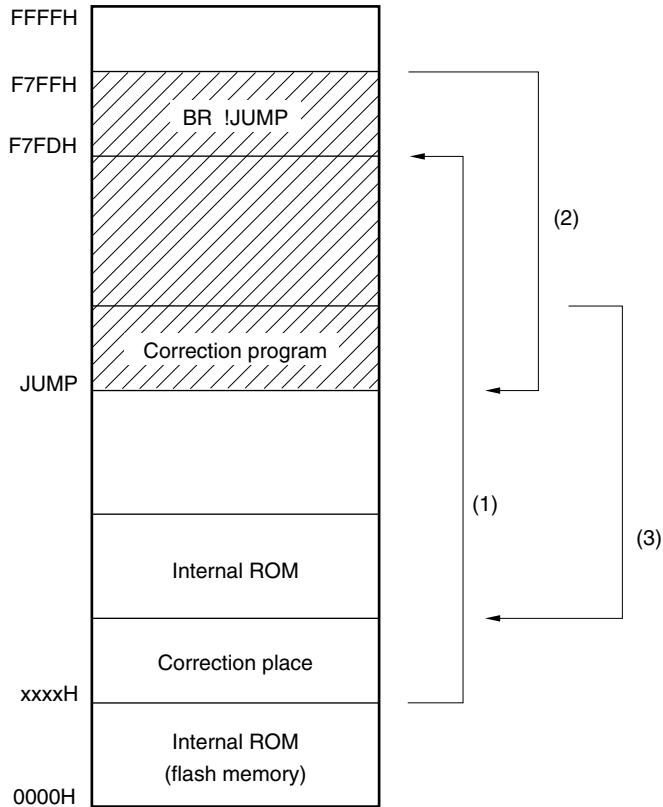 FFFFH
F7FFH
BR !JUMP
F7FDH
(2)
Correction program
JUMP
(1)
(3)
Internal ROM
Correction place
xxxxH
Internal ROM
(flash memory)
0000H